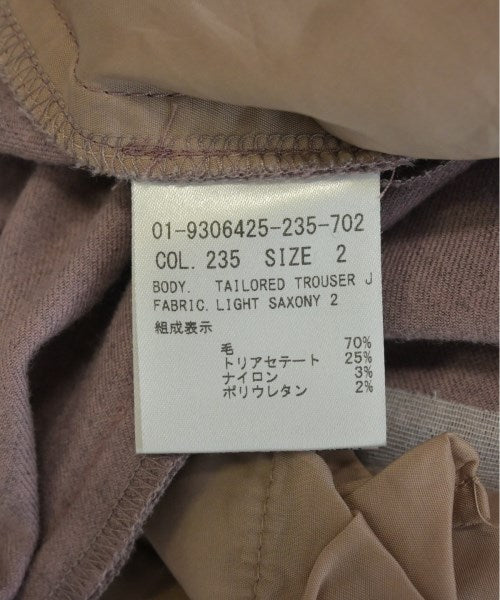 01-9306425-235-702
COL. 235 SIZE 2
BODY. TAILORED TROUSER J
FABRIC. LIGHT SAXONY 2
組成表示
毛 70%
トリアセテート 25%
ナイロン 3%
ポリウレタン 2%